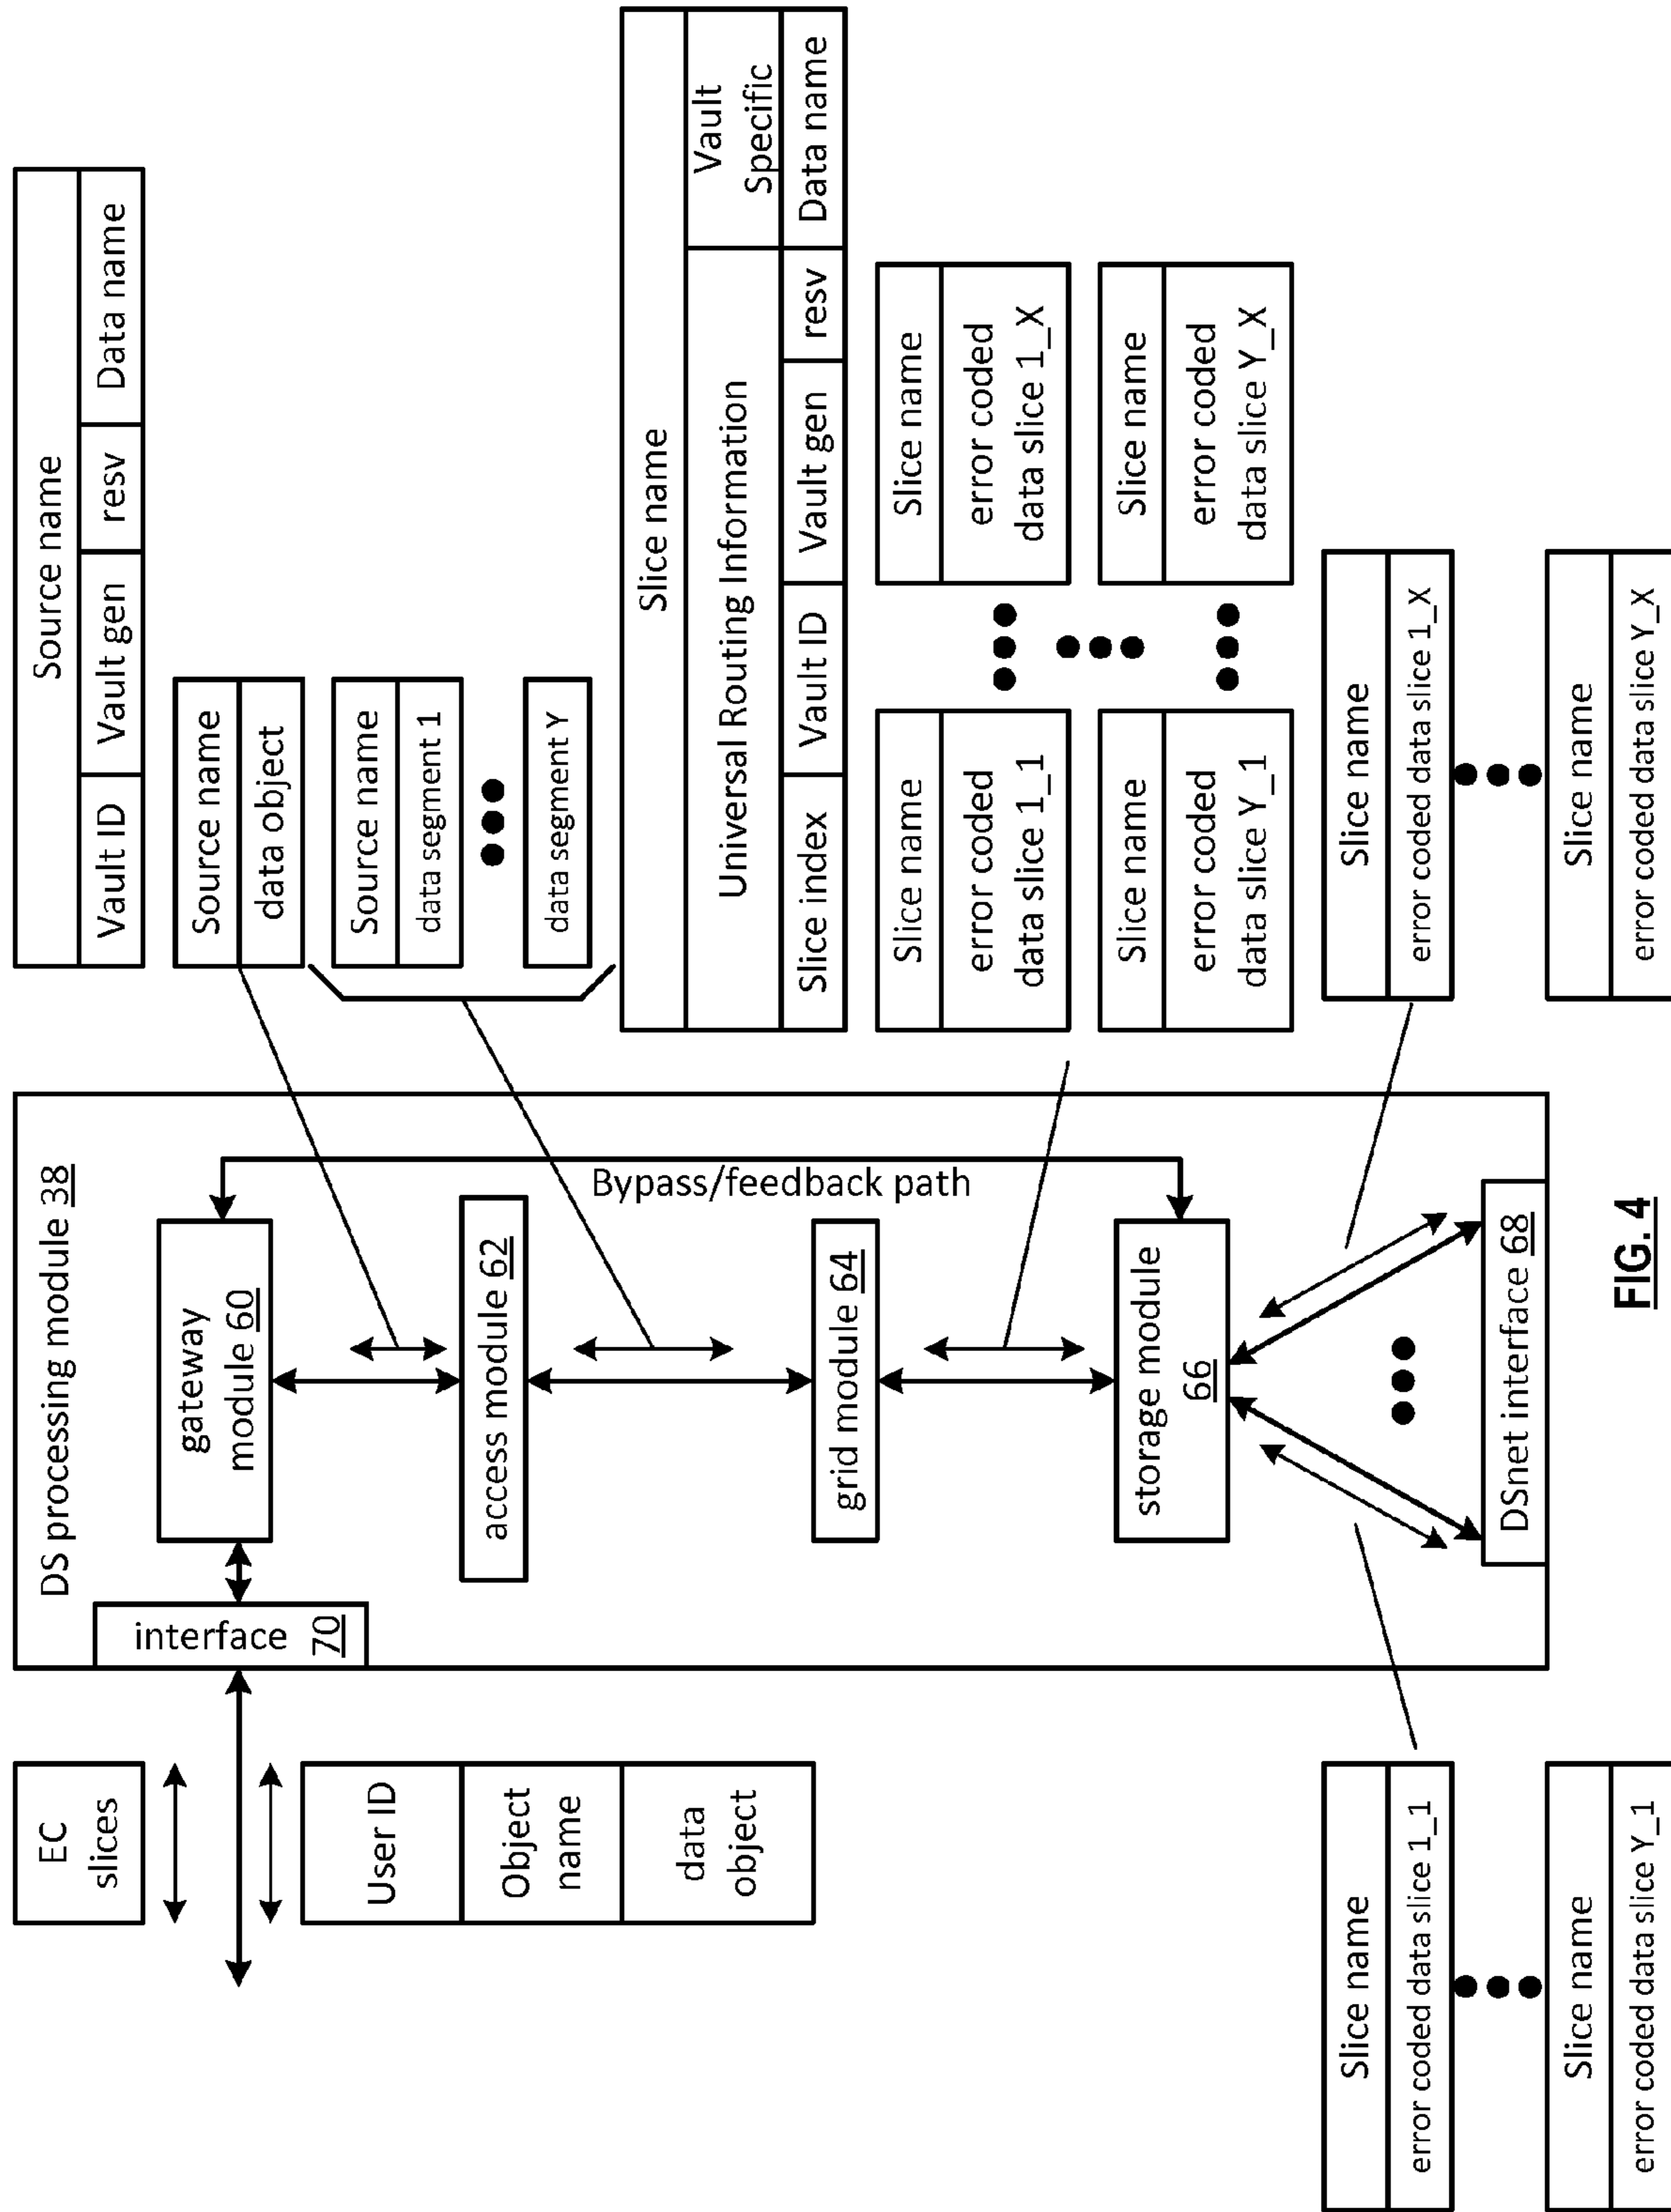 EC
slices
User ID
Object
name
data
object
DS processing module 38
interface 70
gateway
module 60
access module 62
Bypass/feedback path
grid module 64
storage module
66
DSnet interface 68
Source name
Vault ID
Vault gen
resv
Data name
Source name
data object
Source name
data segment 1
data segment Y
Slice name
Universal Routing Information
Vault
Specific
Slice index
Vault ID
Vault gen
resv
Data name
Slice name
error coded
data slice 1_1
Slice name
error coded
data slice 1_X
Slice name
error coded
data slice Y_1
Slice name
error coded
data slice Y_X
Slice name
error coded data slice 1_1
Slice name
error coded data slice Y_1
Slice name
error coded data slice 1_X
Slice name
error coded data slice Y_X
FIG. 4